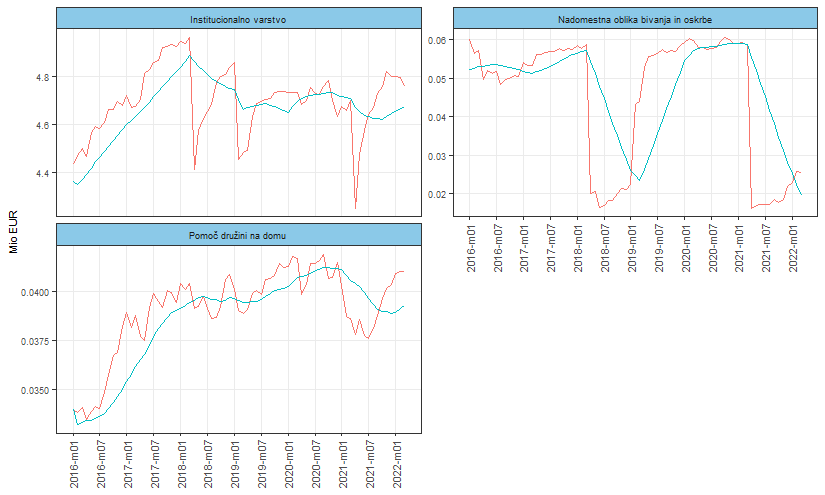 Institucionalno varstvo
Nadomestna oblika bivanja in oskrbe
4.8
4.6
4.4
0.06
0.05
0.04
0.03
0.02
2016-m01
2016-m07
2017-m01
2017-m07
2018-m01
2018-m07
2019-m01
2019-m07
2020-m01
2020-m07
2021-m01
2021-m07
2022-m01
Mio EUR
Pomoč družini na domu
0.0400
0.0375
0.0350
2016-m01
2016-m07
2017-m01
2017-m07
2018-m01
2018-m07
2019-m01
2019-m07
2020-m01
2020-m07
2021-m01
2021-m07
2022-m01